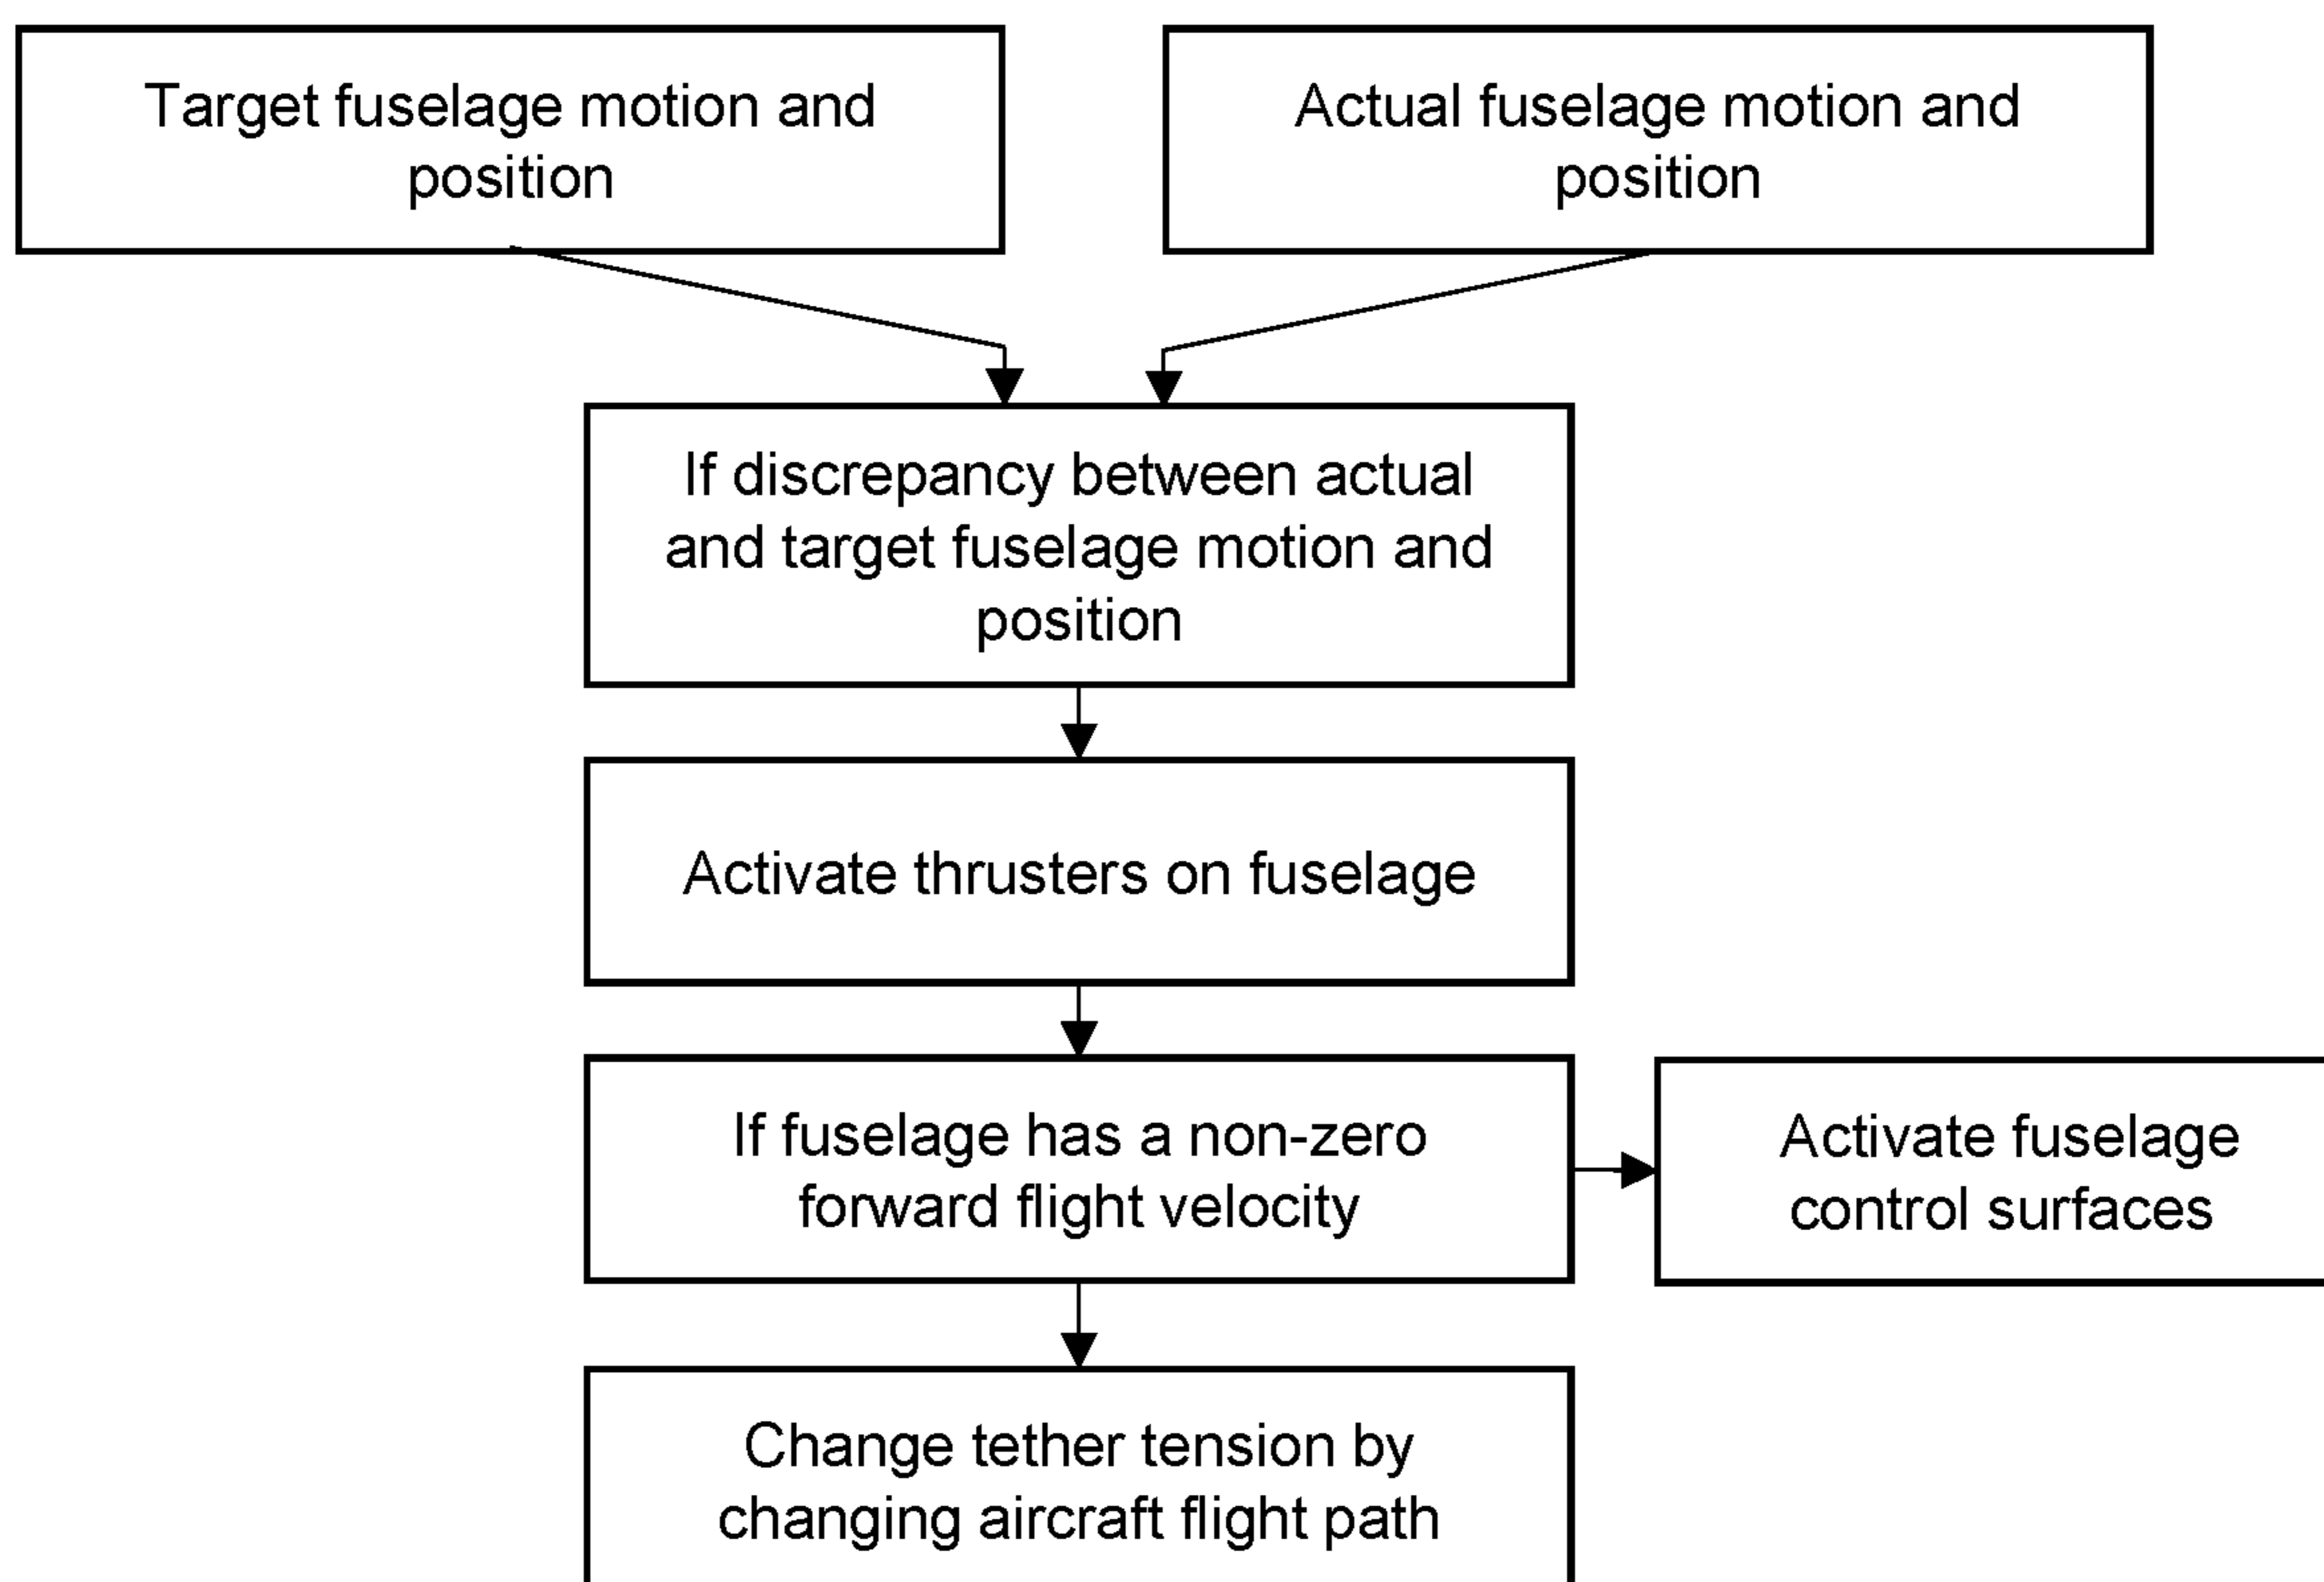 Target fuselage motion and
position
Actual fuselage motion and
position
If discrepancy between actual
and target fuselage motion and
position
Activate thrusters on fuselage
If fuselage has a non-zero
forward flight velocity
Activate fuselage
control surfaces
Change tether tension by
changing aircraft flight path